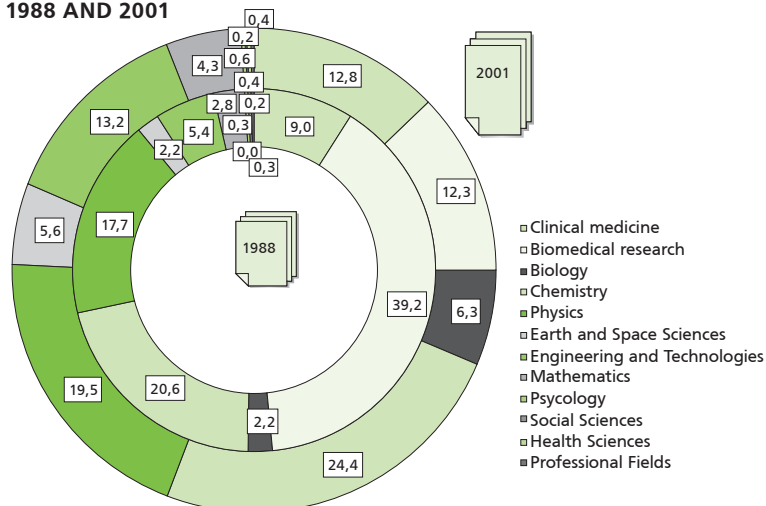 1988 AND 2001
0,4
0,2
0,6
4,3
0,4
12,8
2001
2,8
0,2
13,2
0,3
9,0
5,4
2,2
0,0
0,3
12,3
17,7
5,6
1988
Clinical medicine
Biomedical research
Biology
Chemistry
Physics
Earth and Space Sciences
Engineering and Technologies
Mathematics
Psycology
Social Sciences
Health Sciences
Professional Fields
39,2
6,3
19,5
20,6
2,2
24,4